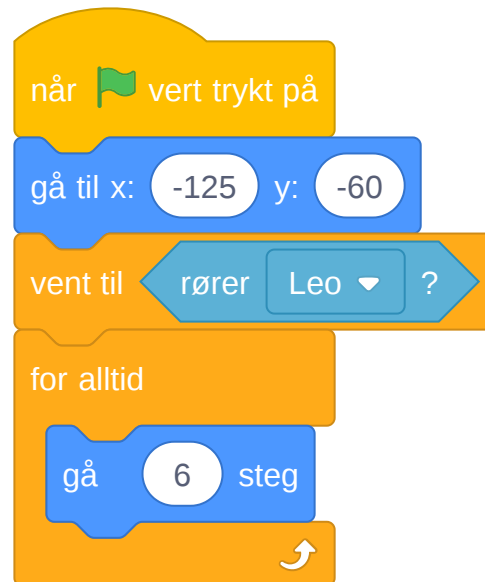 når vert trykt på
gå til x: -125 y: -60
vent til rører Leo ?
for alltid
gå 6 steg